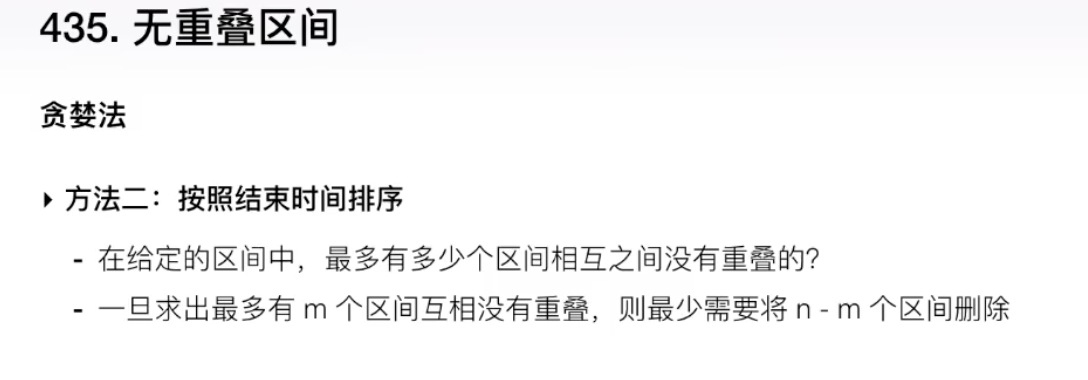 435. 无重叠区间
贪婪法
方法二：按照结束时间排序
- 在给定的区间中，最多有多少个区间相互之间没有重叠的？
- 一旦求出最多有 m 个区间互相没有重叠，则最少需要将 n - m 个区间删除